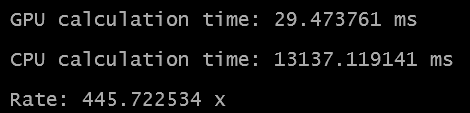 GPU calculation time: 29.473761 ms
CPU calculation time: 13137.119141 ms
Rate: 445.722534 x